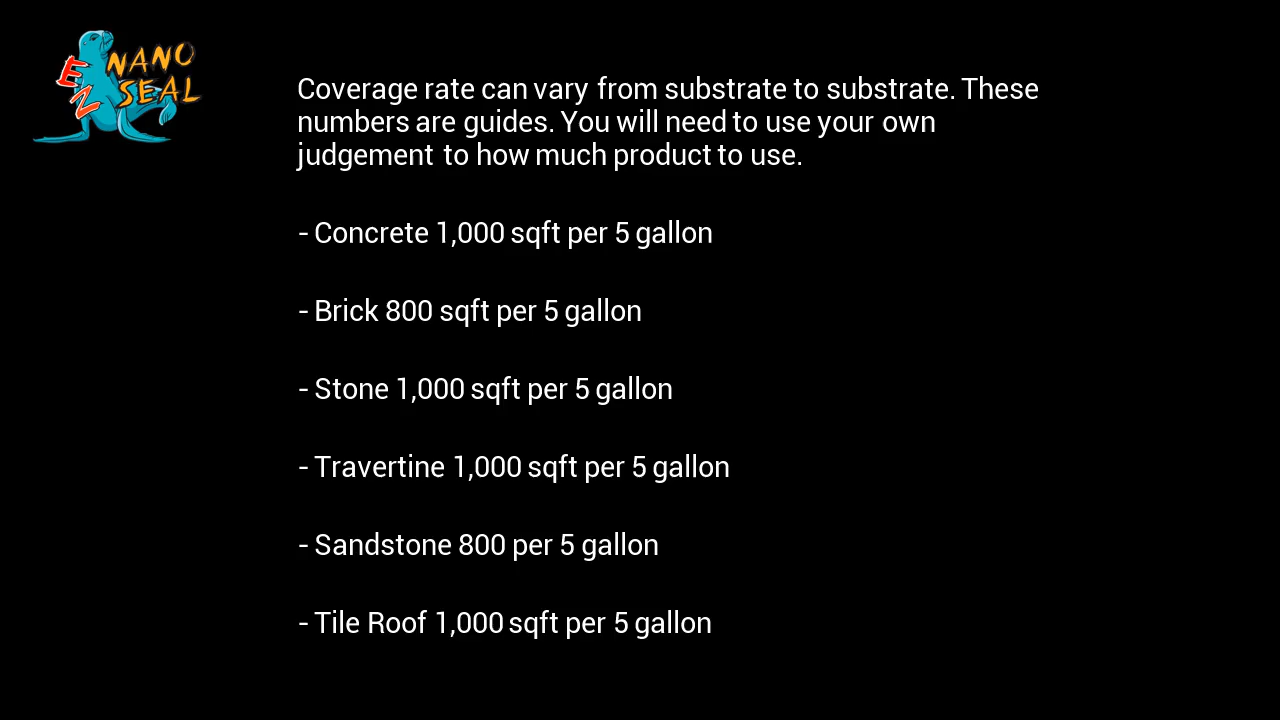 EZ NANO
SEAL
Coverage rate can vary from substrate to substrate. These
numbers are guides. You will need to use your own
judgement to how much product to use.
- Concrete 1,000 sqft per 5 gallon
- Brick 800 sqft per 5 gallon
- Stone 1,000 sqft per 5 gallon
- Travertine 1,000 sqft per 5 gallon
- Sandstone 800 per 5 gallon
- Tile Roof 1,000 sqft per 5 gallon